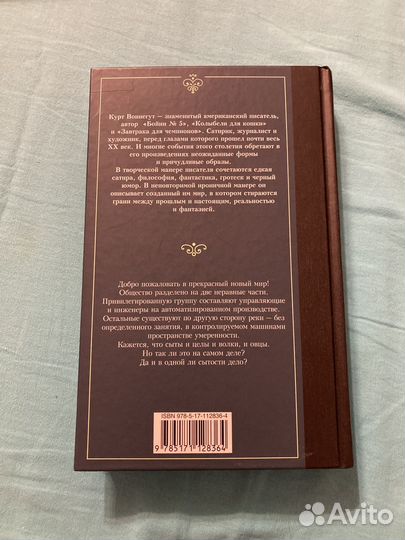 Курт Воннегут — знаменитый американский писатель,
автор «Бойни № 5», «Колыбели для кошки»
и «Завтрака для чемпионов». Сатирик, журналист и
художник, перед глазами которого прошел почти весь
XX век. И многие события этого столетия обретают в
его произведениях неожиданные формы
и причудливые образы.
В творческой манере писателя сочетаются едкая
сатира, философия, фантастика, гротеск и черный
юмор. В неповторимой ироничной манере он
описывает созданный им мир, в котором стираются
грани между прошлым и настоящим, реальностью
и фантазией.
Добро пожаловать в прекрасный новый мир!
Общество разделено на две неравные части.
Привилегированную группу составляют управляющие
и инженеры на автоматизированном производстве.
Остальные существуют по другую сторону реки – без
определенного занятия, в контролируемом машинами
пространстве умеренности.
Кажется, что сыты и целы и волки, и овцы.
Но так ли это на самом деле?
Да и в одной ли сытости дело?
ISBN 978-5-17-112836-4
9 785171 128364
Avito